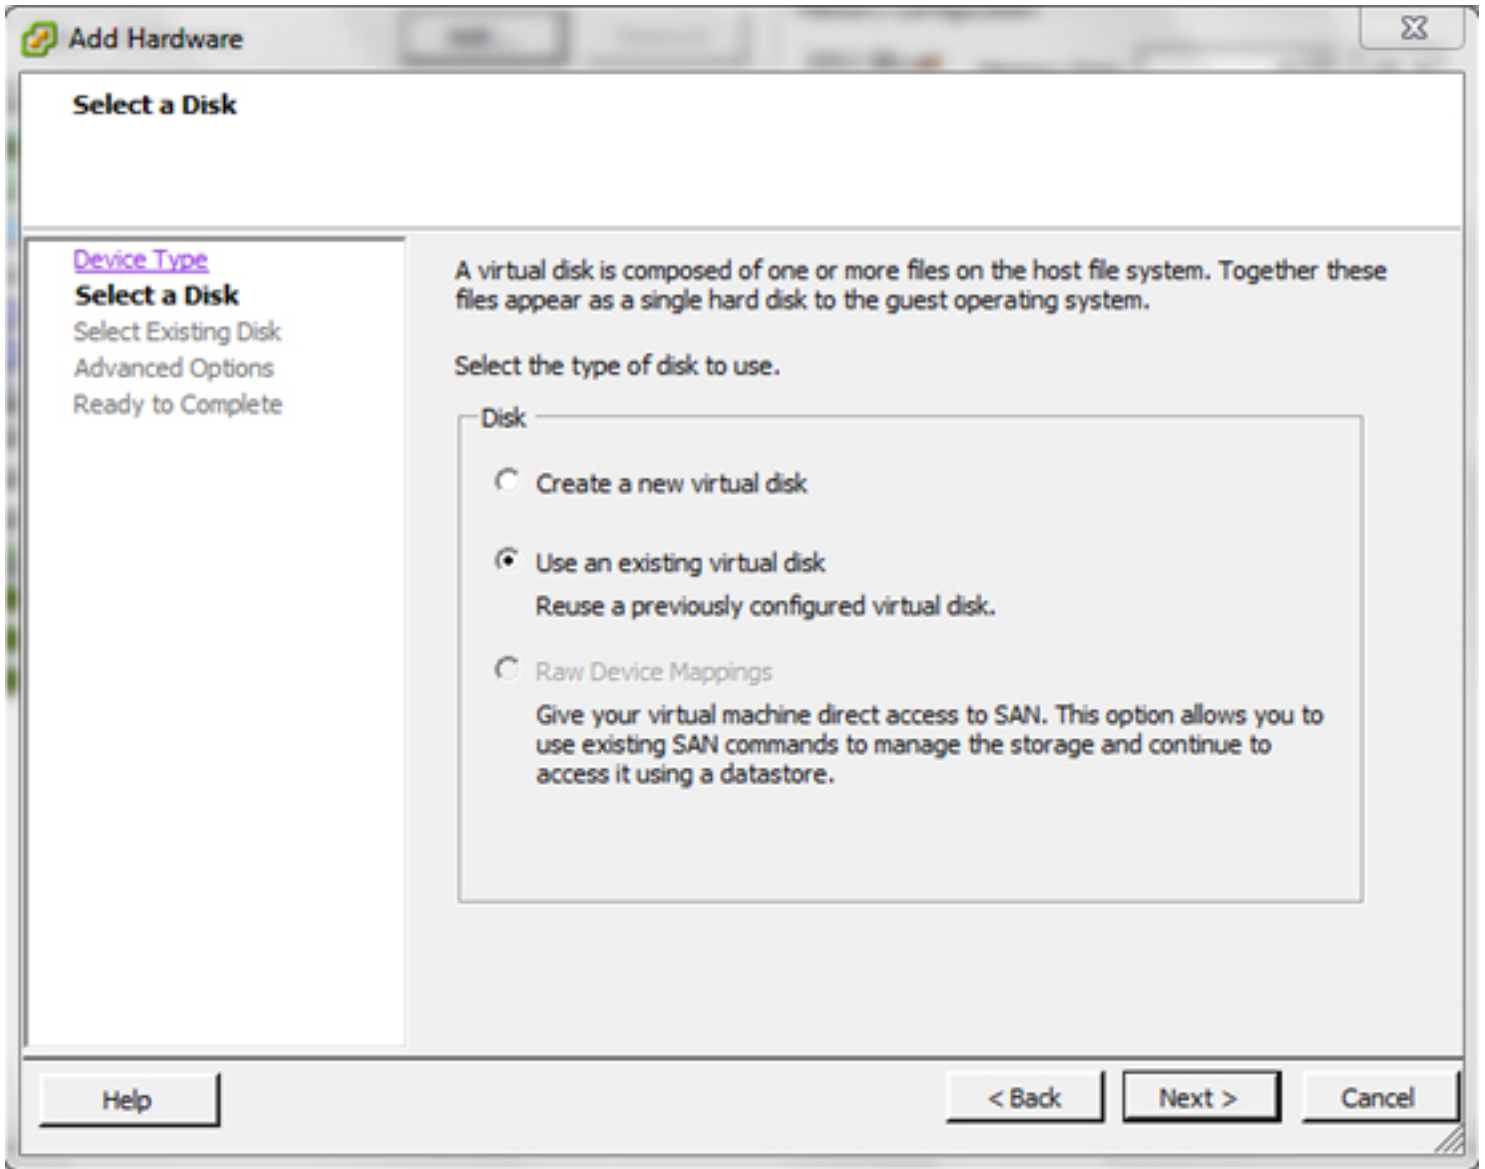 Add Hardware
Select a Disk
Device Type
Select a Disk
Select Existing Disk
Advanced Options
Ready to Complete
A virtual disk is composed of one or more files on the host file system. Together these
files appear as a single hard disk to the guest operating system.
Select the type of disk to use.
Disk
Create a new virtual disk
Use an existing virtual disk
Reuse a previously configured virtual disk.
Raw Device Mappings
Give your virtual machine direct access to SAN. This option allows you to
use existing SAN commands to manage the storage and continue to
access it using a datastore.
Help
< Back
Next >
Cancel